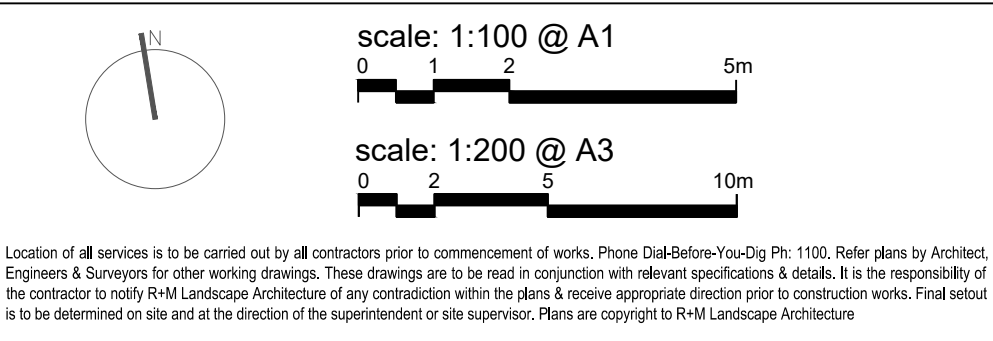 N
scale: 1:100 @ A1
0 1 2 5m
scale: 1:200 @ A3
0 2 5 10m
Location of all services is to be carried out by all contractors prior to commencement of works. Phone Dial-Before-You-Dig Ph: 1100. Refer plans by Architect,
Engineers & Surveyors for other working drawings. These drawings are to be read in conjunction with relevant specifications & details. It is the responsibility of
the contractor to notify R+M Landscape Architecture of any contradiction within the plans & receive appropriate direction prior to construction works. Final setout
is to be determined on site and at the direction of the superintendent or site supervisor. Plans are copyright to R+M Landscape Architecture